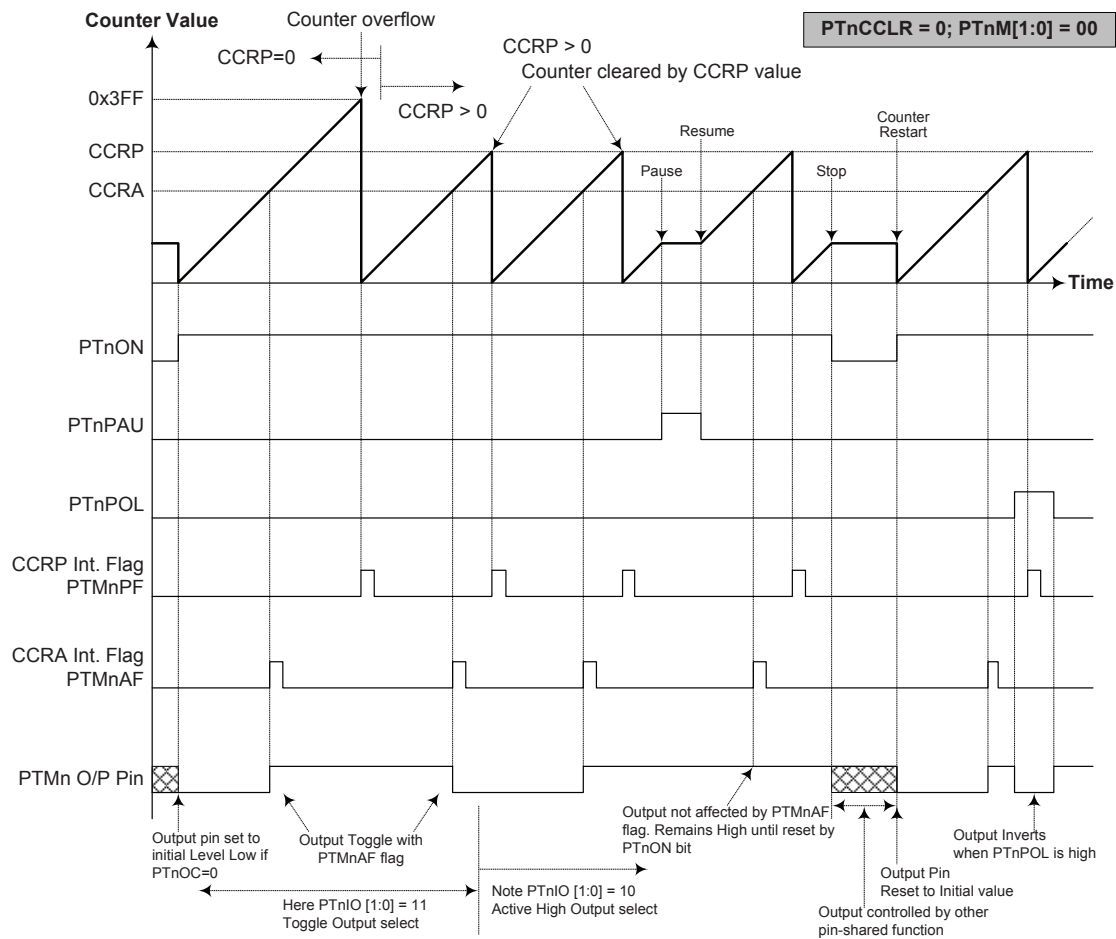 Counter Value
Counter overflow
PTnCCLR = 0; PTnM[1:0] = 00
CCRP=0
CCRP > 0
CCRP > 0
Counter cleared by CCRP value
0x3FF
CCRP
CCRA
Pause
Resume
Stop
Counter
Restart
Time
PTnON
PTnPAU
PTnPOL
CCRP Int. Flag
PTMnPF
CCRA Int. Flag
PTMnAF
PTMn O/P Pin
Output pin set to
initial Level Low if
PTnOC=0
Output Toggle with
PTMnAF flag
Here PTnIO [1:0] = 11
Toggle Output select
Note PTnIO [1:0] = 10
Active High Output select
Output not affected by PTMnAF
flag. Remains High until reset by
PTnON bit
Output controlled by other
pin-shared function
Output Pin
Reset to Initial value
Output Inverts
when PTnPOL is high